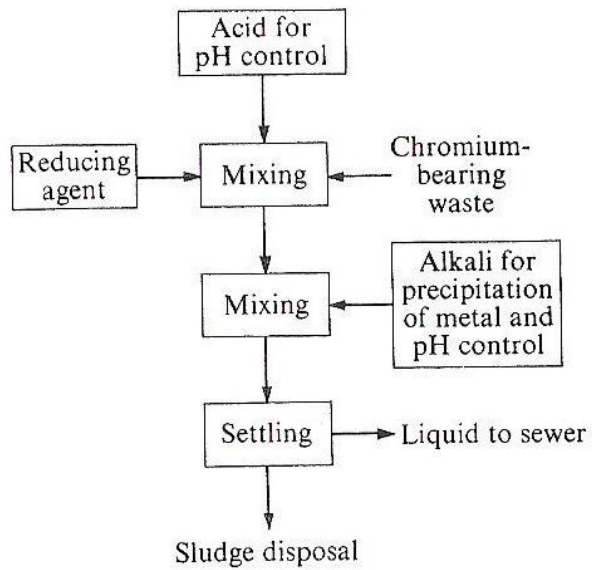 Acid for
pH control
Reducing
agent
Mixing
Chromium-
bearing
waste
Mixing
Alkali for
precipitation
of metal and
pH control
Settling
Liquid to sewer
Sludge disposal